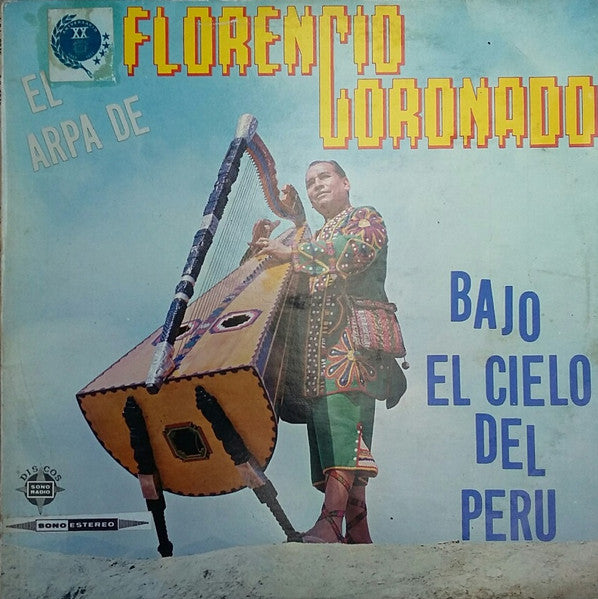 XX
FLORENCIO
CORONADO
EL
ARPA DE
BAJO
EL CIELO
DEL
PERU
DISCOS
SONO
RADIO
SONO ESTEREO